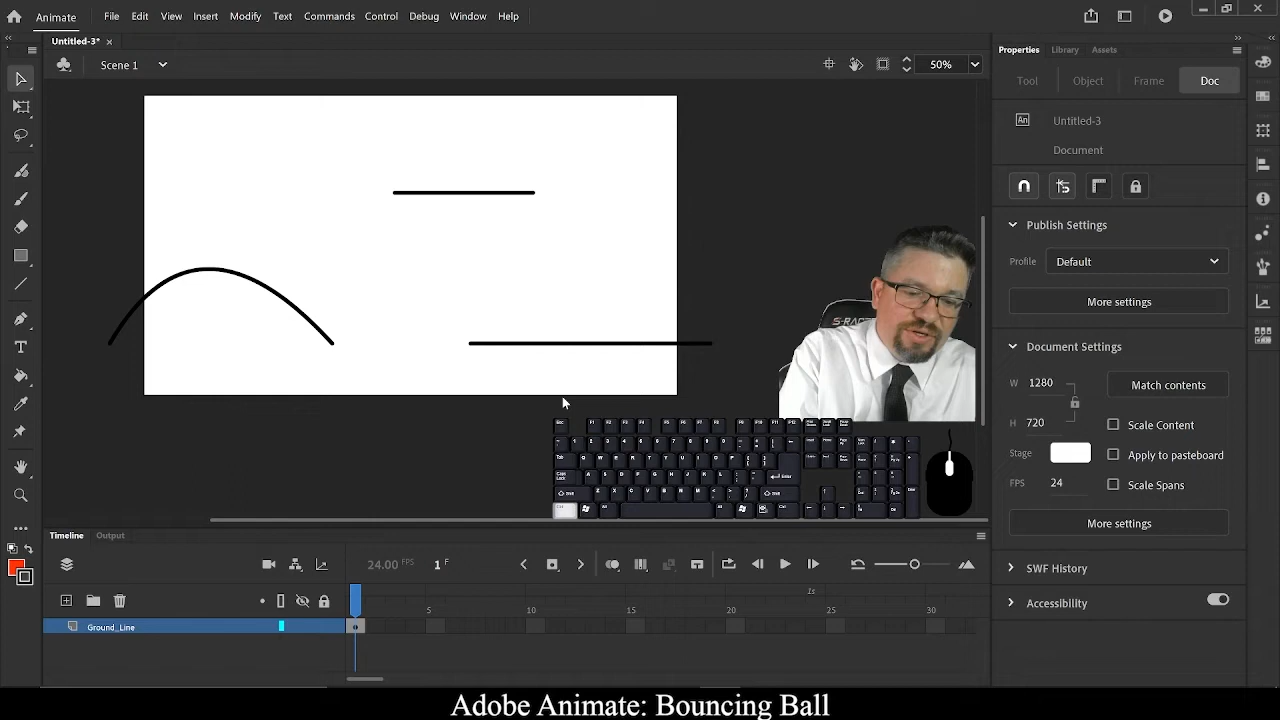 Animate File Edit View Insert Modify Text Commands Control Debug Window Help
Untitled-3*
Scene 1 50%
Properties Library Assets
Tool Object Frame Doc
An Untitled-3
Document
Publish Settings
Profile Default
More settings
Document Settings
W 1280 Match contents
H 720 Scale Content
Stage Apply to pasteboard
FPS 24 Scale Spans
More settings
SWF History
Accessibility
Timeline Output
24.00 FPS 1 F
1s
5 10 15 20 25 30
Ground_Line
Adobe Animate: Bouncing Ball